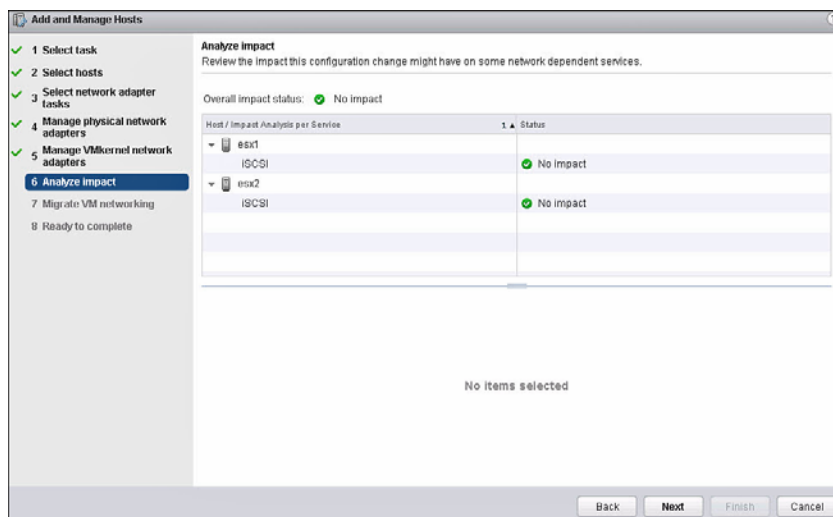 Add and Manage Hosts
1 Select task
2 Select hosts
3 Select network adapter
tasks
4 Manage physical network
adapters
5 Manage VMkernel network
adapters
6 Analyze impact
7 Migrate VM networking
8 Ready to complete
Analyze impact
Review the impact this configuration change might have on some network dependent services.
Overall impact status: No impact
Host / Impact Analysis per Service 1 ▲ Status
esx1
iSCSI No impact
esx2
iSCSI No impact
No items selected
Back Next Finish Cancel